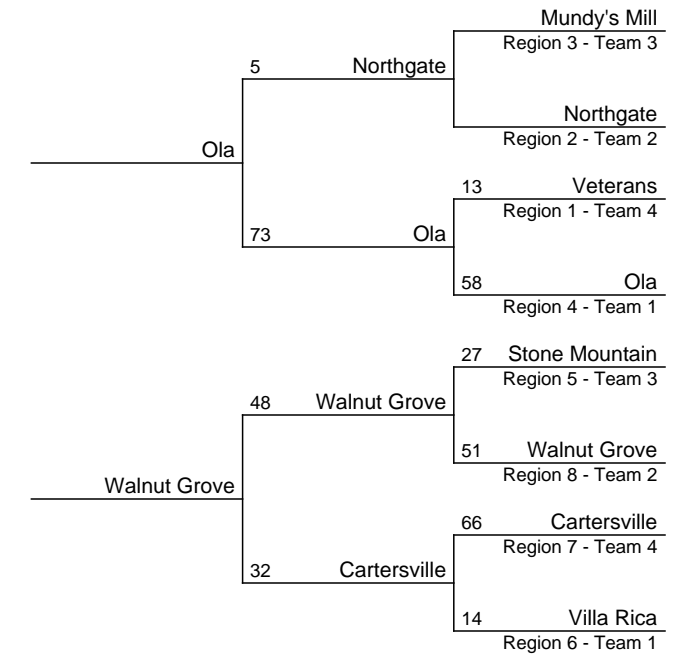 Mundy's Mill
Region 3 - Team 3
5 Northgate
Northgate
Region 2 - Team 2
Ola
13 Veterans
Region 1 - Team 4
73 Ola
58 Ola
Region 4 - Team 1
27 Stone Mountain
Region 5 - Team 3
48 Walnut Grove
51 Walnut Grove
Region 8 - Team 2
Walnut Grove
66 Cartersville
Region 7 - Team 4
32 Cartersville
14 Villa Rica
Region 6 - Team 1